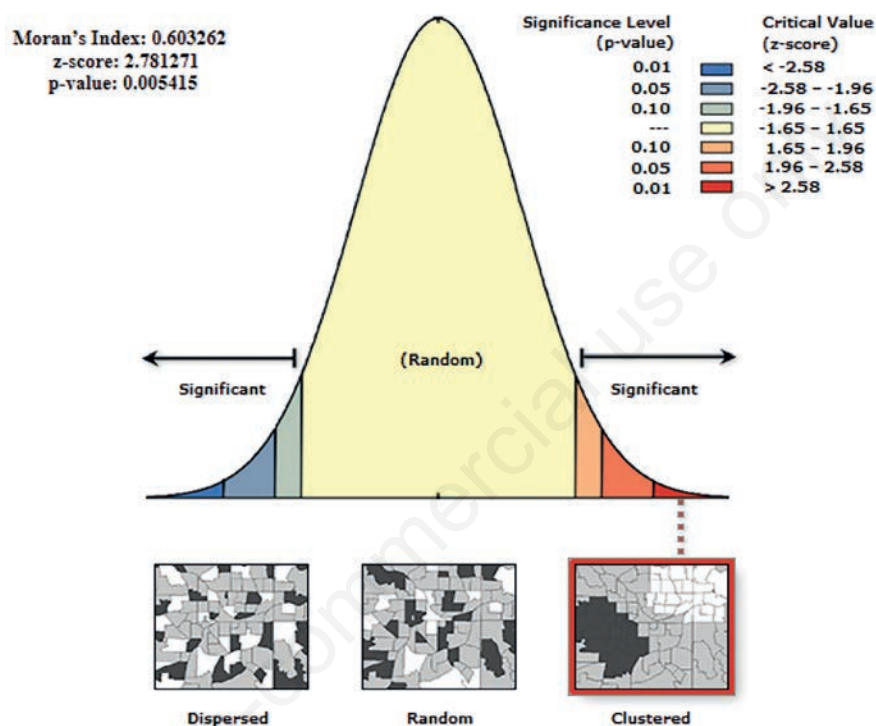 Moran's Index: 0.603262
z-score: 2.781271
p-value: 0.005415
Significance Level
(p-value)
Critical Value
(z-score)
0.01 < -2.58
0.05 -2.58 – -1.96
0.10 -1.96 – -1.65
--- -1.65 – 1.65
0.10 1.65 – 1.96
0.05 1.96 – 2.58
0.01 > 2.58
Significant
(Random)
Significant
Dispersed
Random
Clustered
commercial use